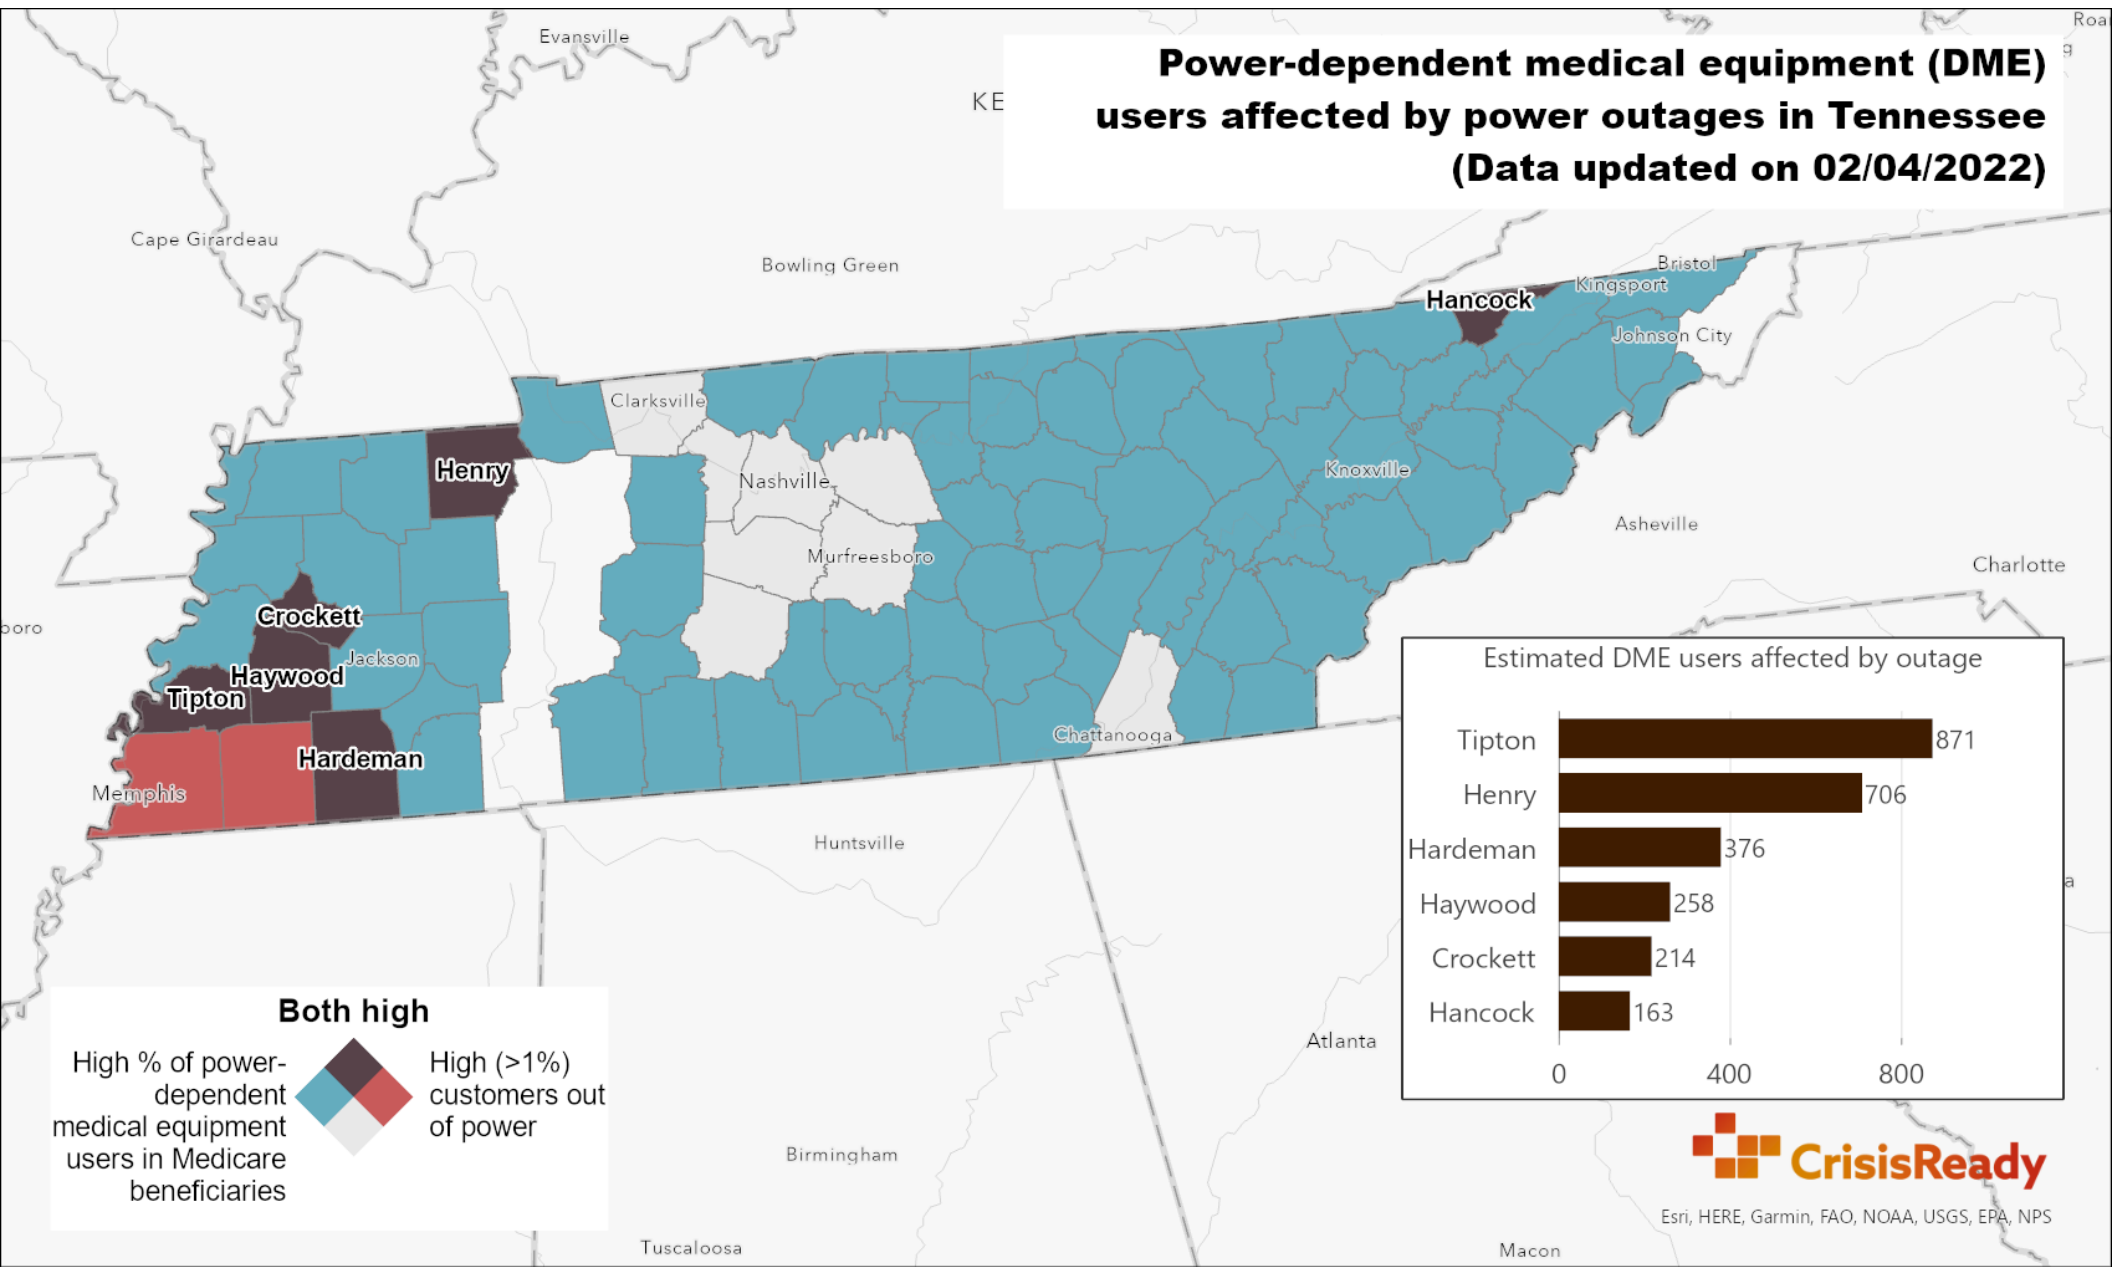 Power-dependent medical equipment (DME)
users affected by power outages in Tennessee
(Data updated on 02/04/2022)
Evansville
Roa
g
KE
Cape Girardeau
Bowling Green
Bristol
Kingsport
Hancock
Johnson City
Clarksville
Henry
Nashville
Knoxville
Asheville
Murfreesboro
Charlotte
Crockett
boro
Jackson
Haywood
Tipton
Chattanooga
Hardeman
Memphis
Huntsville
Estimated DME users affected by outage
Tipton 871
Henry 706
Hardeman 376
Haywood 258
Crockett 214
Hancock 163
0 400 800
a
Both high
High % of power-
dependent
medical equipment
users in Medicare
beneficiaries
High (>1%)
customers out
of power
Atlanta
Birmingham
Tuscaloosa
Macon
CrisisReady
Esri, HERE, Garmin, FAO, NOAA, USGS, EPA, NPS